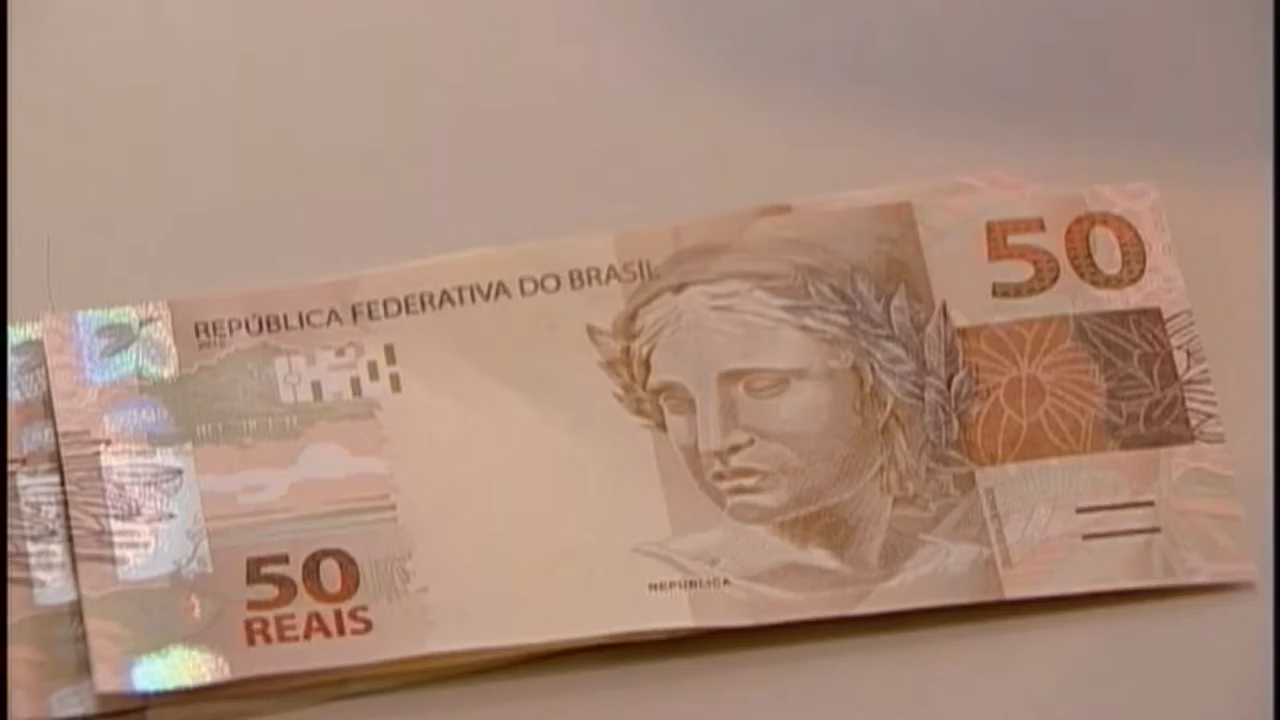 REPÚBLICA FEDERATIVA DO BRASIL
50
50
REAIS
REPÚBLICA